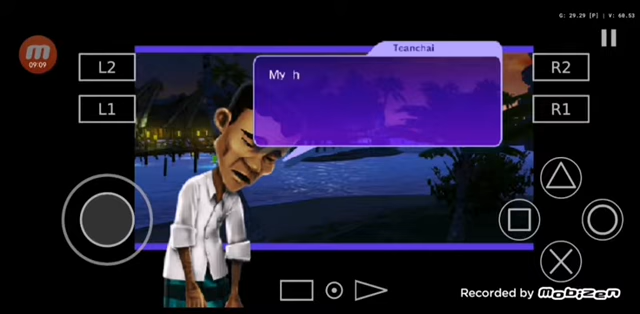 G: 29.29 [P] | V: 60.53
Teanchai
L2
R2
My h
09:09
L1
R1
Recorded by mobizen